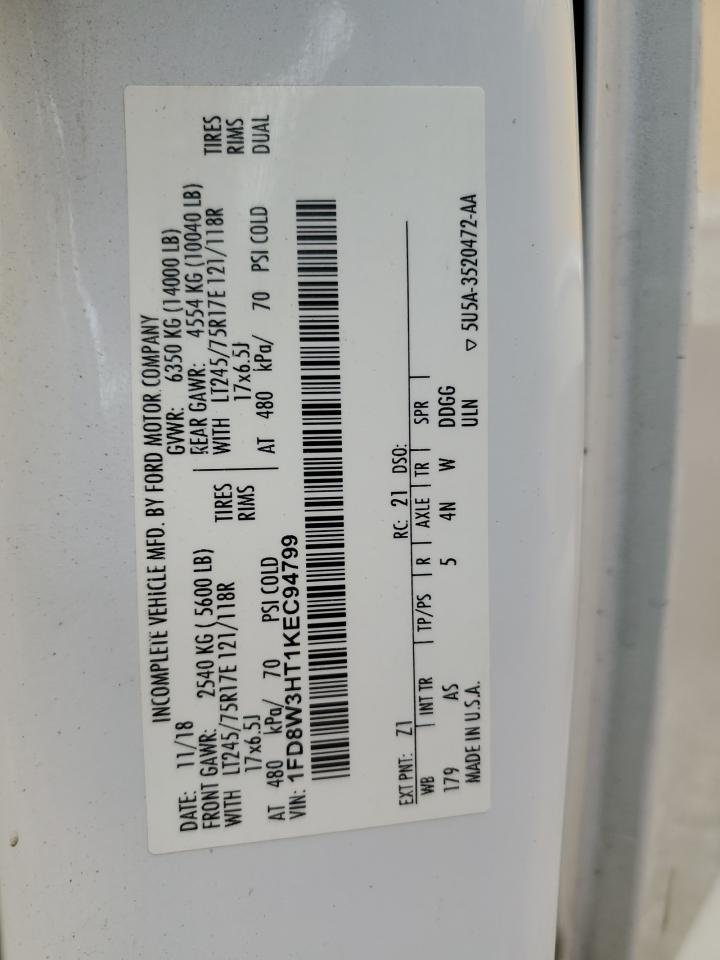 INCOMPLETE VEHICLE MFD. BY FORD MOTOR COMPANY
DATE: 11/18 GVWR: 6350 KG (14000 LB)
FRONT GAWR: 2540 KG ( 5600 LB) REAR GAWR: 4554 KG (10040 LB)
WITH LT245/75R17E 121/118R TIRES WITH LT245/75R17E 121/118R TIRES
17x6.5J RIMS 17x6.5J RIMS
AT 480 kPa/ 70 PSI COLD AT 480 kPa/ 70 PSI COLD DUAL
VIN: 1FD8W3HT1KEC94799
EXT PNT: Z1 RC: 21 DSO:
WB INT TR TP/PS R AXLE TR SPR
179 AS 5 4N W DDGG
MADE IN U.S.A. ULN
▽ 5U5A-3520472-AA